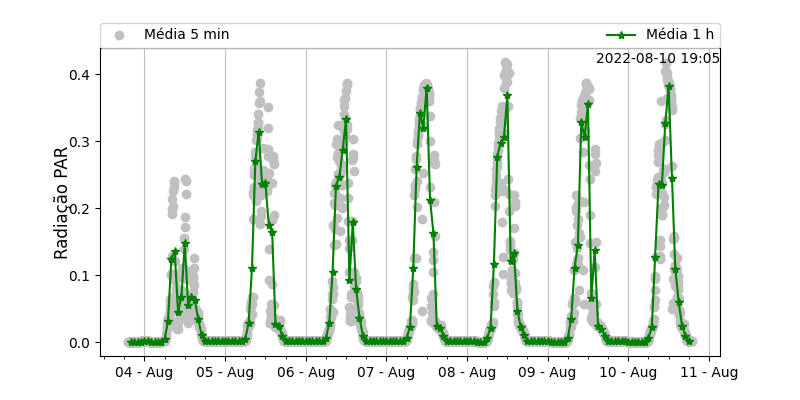 Média 5 min
Média 1 h
2022-08-10 19:05
Radiação PAR
0.4
0.3
0.2
0.1
0.0
04 - Aug
05 - Aug
06 - Aug
07 - Aug
08 - Aug
09 - Aug
10 - Aug
11 - Aug